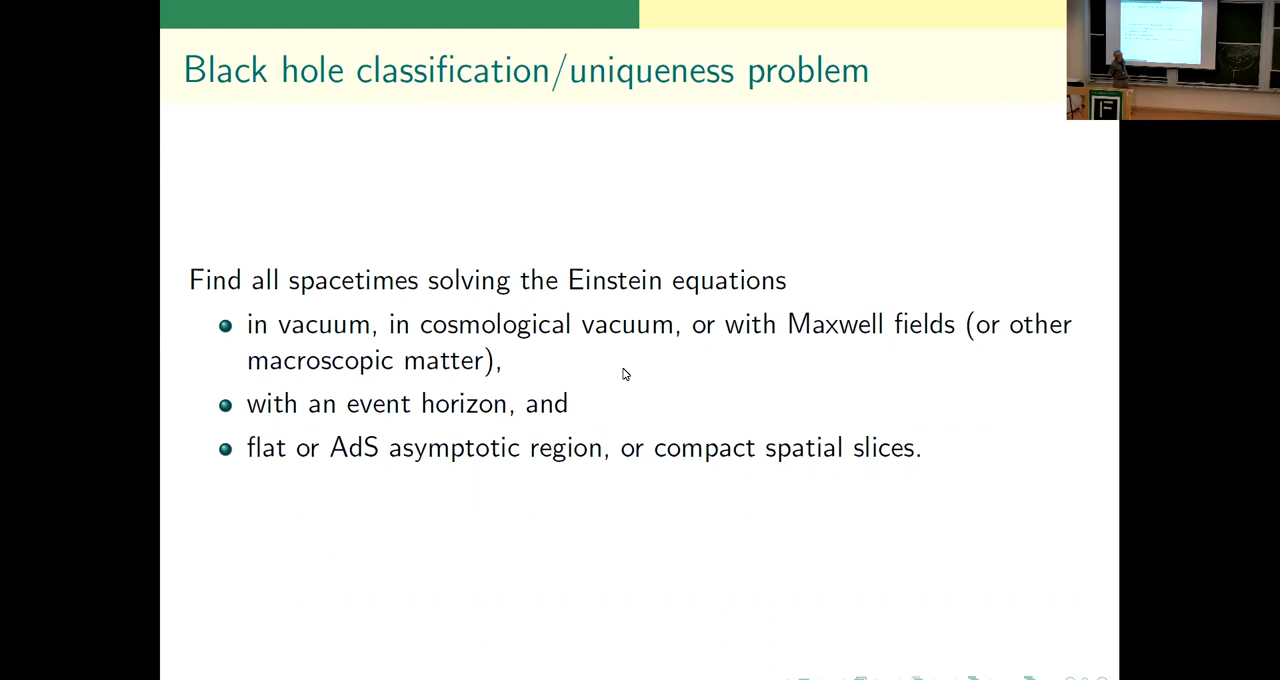 Black hole classification/uniqueness problem
Find all spacetimes solving the Einstein equations
in vacuum, in cosmological vacuum, or with Maxwell fields (or other
macroscopic matter),
with an event horizon, and
flat or AdS asymptotic region, or compact spatial slices.